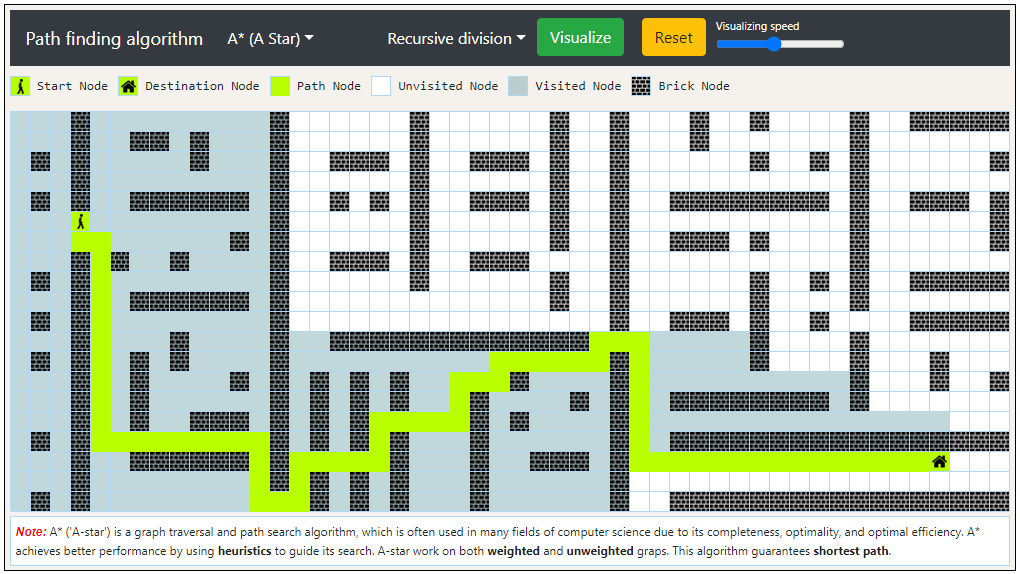 Path finding algorithm A* (A Star) Recursive division Visualize Reset Visualizing speed
Start Node Destination Node Path Node Unvisited Node Visited Node Brick Node
Note: A* ('A-star') is a graph traversal and path search algorithm, which is often used in many fields of computer science due to its completeness, optimality, and optimal efficiency. A*
achieves better performance by using heuristics to guide its search. A-star work on both weighted and unweighted graps. This algorithm guarantees shortest path.